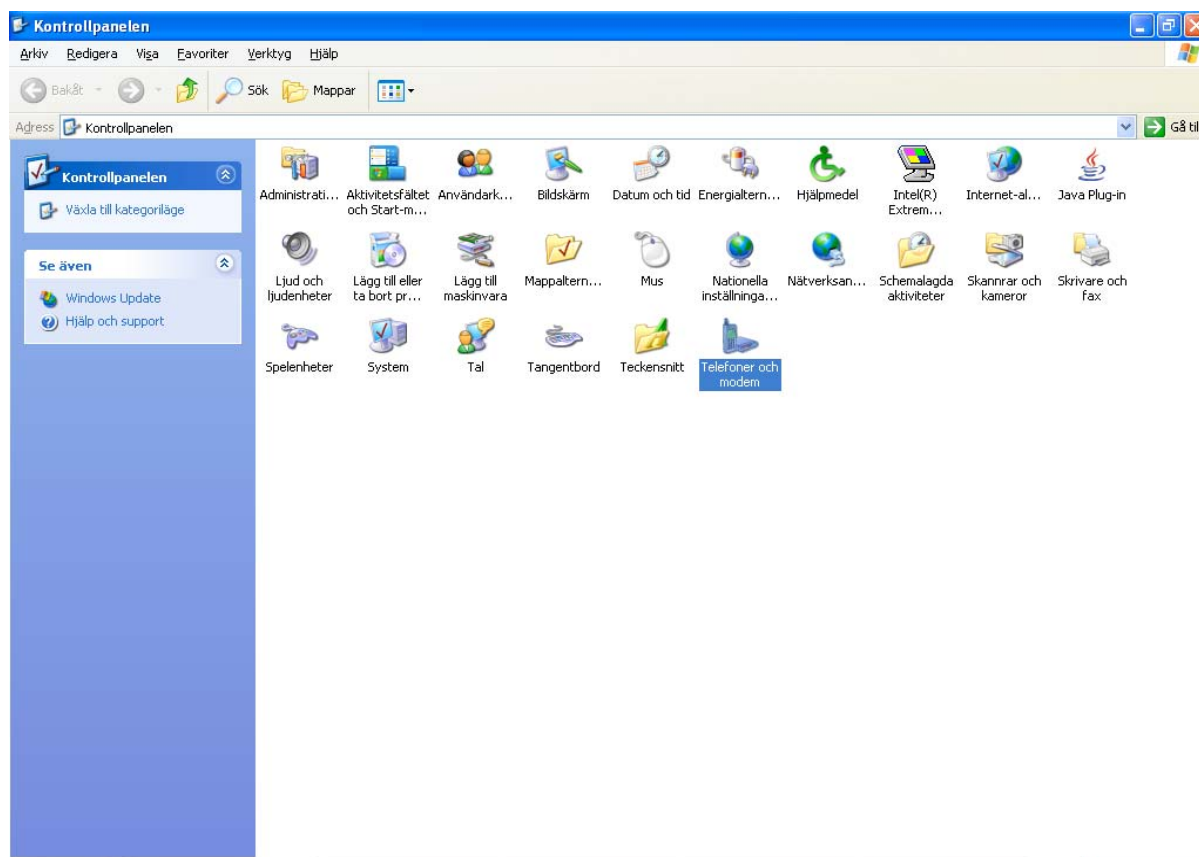 Kontrollpanelen
Arkiv Redigera Visa Favoriter Verktyg Hjälp
Bakåt Sök Mappar
Adress Kontrollpanelen Gå til
Kontrollpanelen
Växla till kategoriläge
Se även
Windows Update
Hjälp och support
Administrati... Aktivitetsfältet Användark... Bildskärm Datum och tid Energialtern... Hjälpmedel Intel(R) Internet-al... Java Plug-in
och Start-m... Extrem...
Ljud och Lägg till eller Lägg till Mappaltern... Mus Nationella Nätverksan... Schemalagda Skannrar och Skrivare och
ljudenheter ta bort pr... maskinvara inställninga... aktiviteter kameror fax
Spelenheter System Tal Tangentbord Teckensnitt Telefoner och
modem